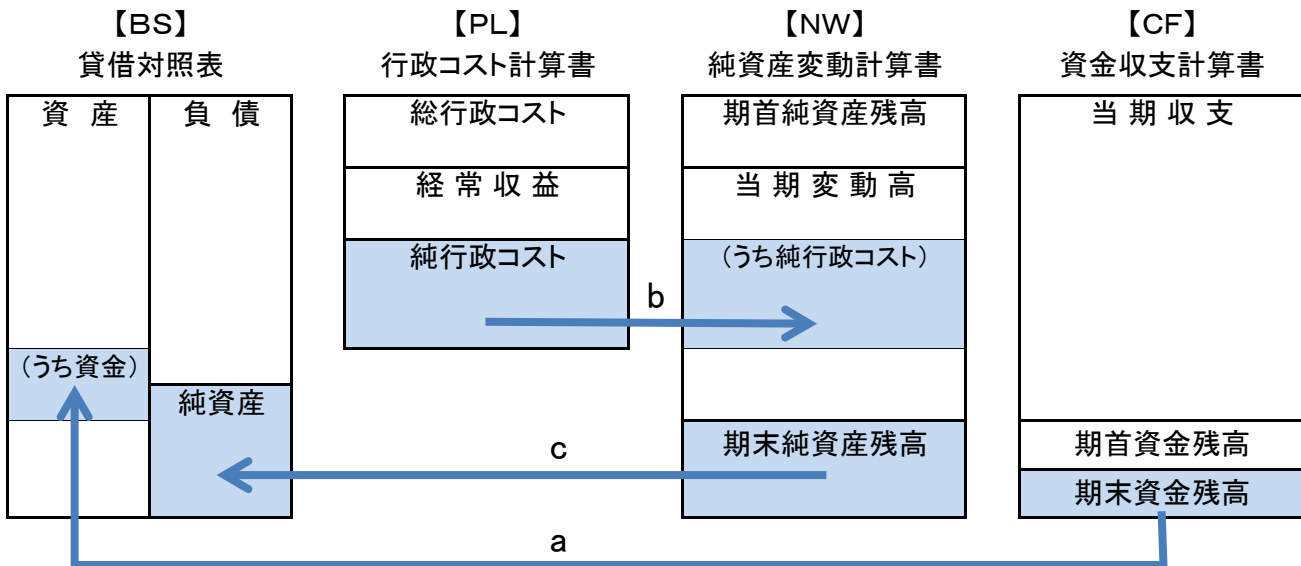 【BS】
貸借対照表
資 産
負 債
(うち資金)
純資産
【PL】
行政コスト計算書
総行政コスト
経 常 収 益
純行政コスト
【NW】
純資産変動計算書
期首純資産残高
当 期 変 動 高
(うち純行政コスト)
期末純資産残高
【CF】
資金収支計算書
当 期 収 支
期首資金残高
期末資金残高
b
c
a